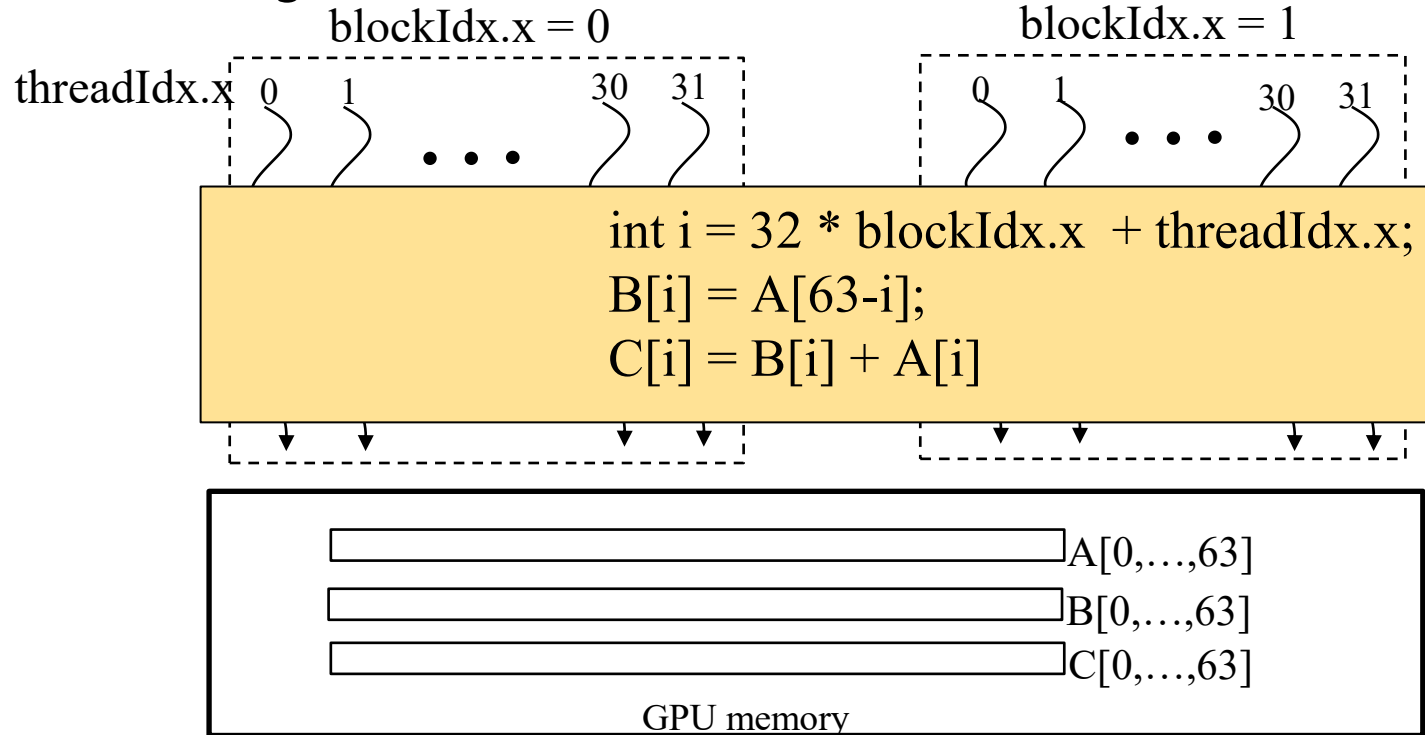 blockIdx.x = 0
blockIdx.x = 1
threadIdx.x 0 1 30 31 0 1 30 31
int i = 32 * blockIdx.x + threadIdx.x;
B[i] = A[63-i];
C[i] = B[i] + A[i]
A[0,…,63]
B[0,…,63]
C[0,…,63]
GPU memory